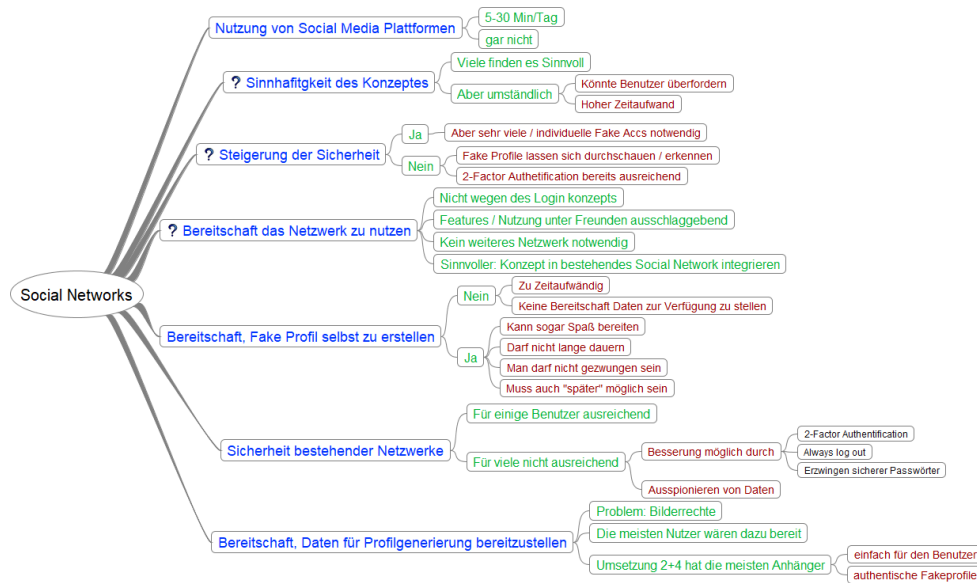 Social Networks
Nutzung von Social Media Plattformen
5-30 Min/Tag
gar nicht
? Sinnhafitgkeit des Konzeptes
Viele finden es Sinnvoll
Aber umständlich
Könnte Benutzer überfordern
Hoher Zeitaufwand
? Steigerung der Sicherheit
Ja
Aber sehr viele / individuelle Fake Accs notwendig
Nein
Fake Profile lassen sich durchschauen / erkennen
2-Factor Authetification bereits ausreichend
? Bereitschaft das Netzwerk zu nutzen
Nicht wegen des Login konzepts
Features / Nutzung unter Freunden ausschlaggebend
Kein weiteres Netzwerk notwendig
Sinnvoller: Konzept in bestehendes Social Network integrieren
Bereitschaft, Fake Profil selbst zu erstellen
Nein
Zu Zeitaufwändig
Keine Bereitschaft Daten zur Verfügung zu stellen
Ja
Kann sogar Spaß bereiten
Darf nicht lange dauern
Man darf nicht gezwungen sein
Muss auch "später" möglich sein
Sicherheit bestehender Netzwerke
Für einige Benutzer ausreichend
Für viele nicht ausreichend
Besserung möglich durch
2-Factor Authentification
Always log out
Erzwingen sicherer Passwörter
Ausspionieren von Daten
Bereitschaft, Daten für Profilgenerierung bereitzustellen
Problem: Bilderrechte
Die meisten Nutzer wären dazu bereit
Umsetzung 2+4 hat die meisten Anhänger
einfach für den Benutzer
authentische Fakeprofile